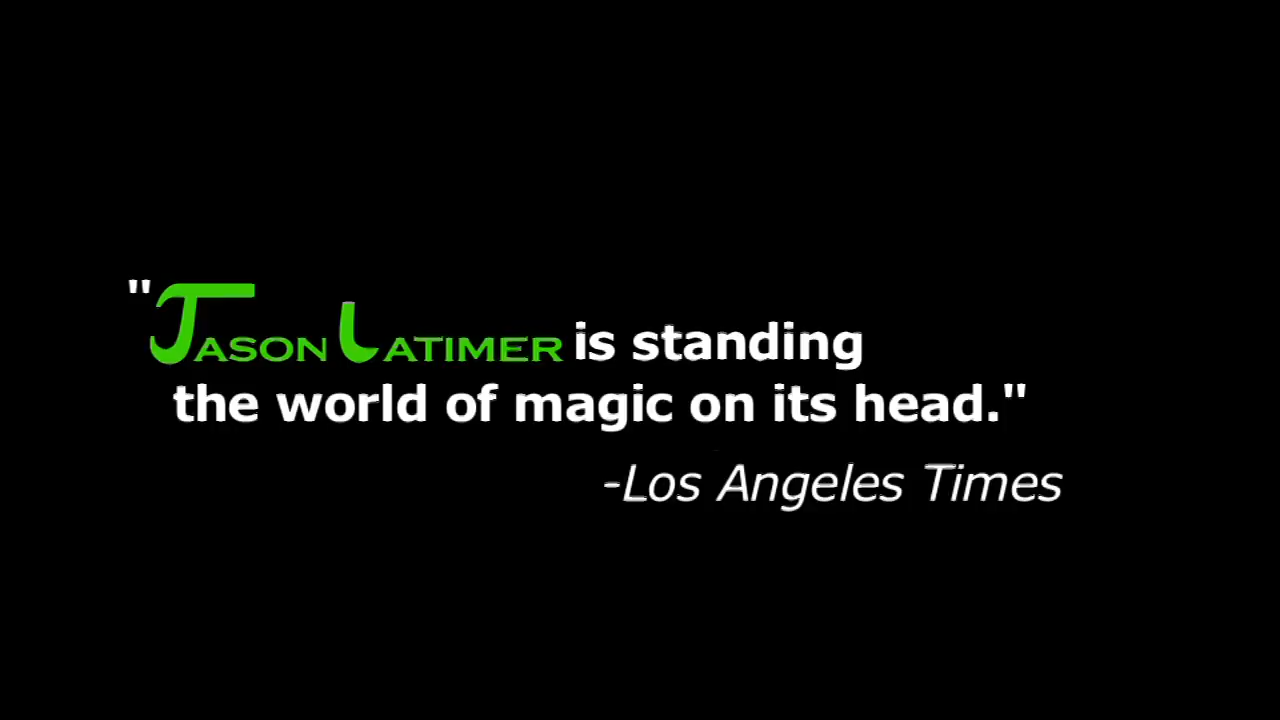 "Jason Latimer is standing
the world of magic on its head."
-Los Angeles Times